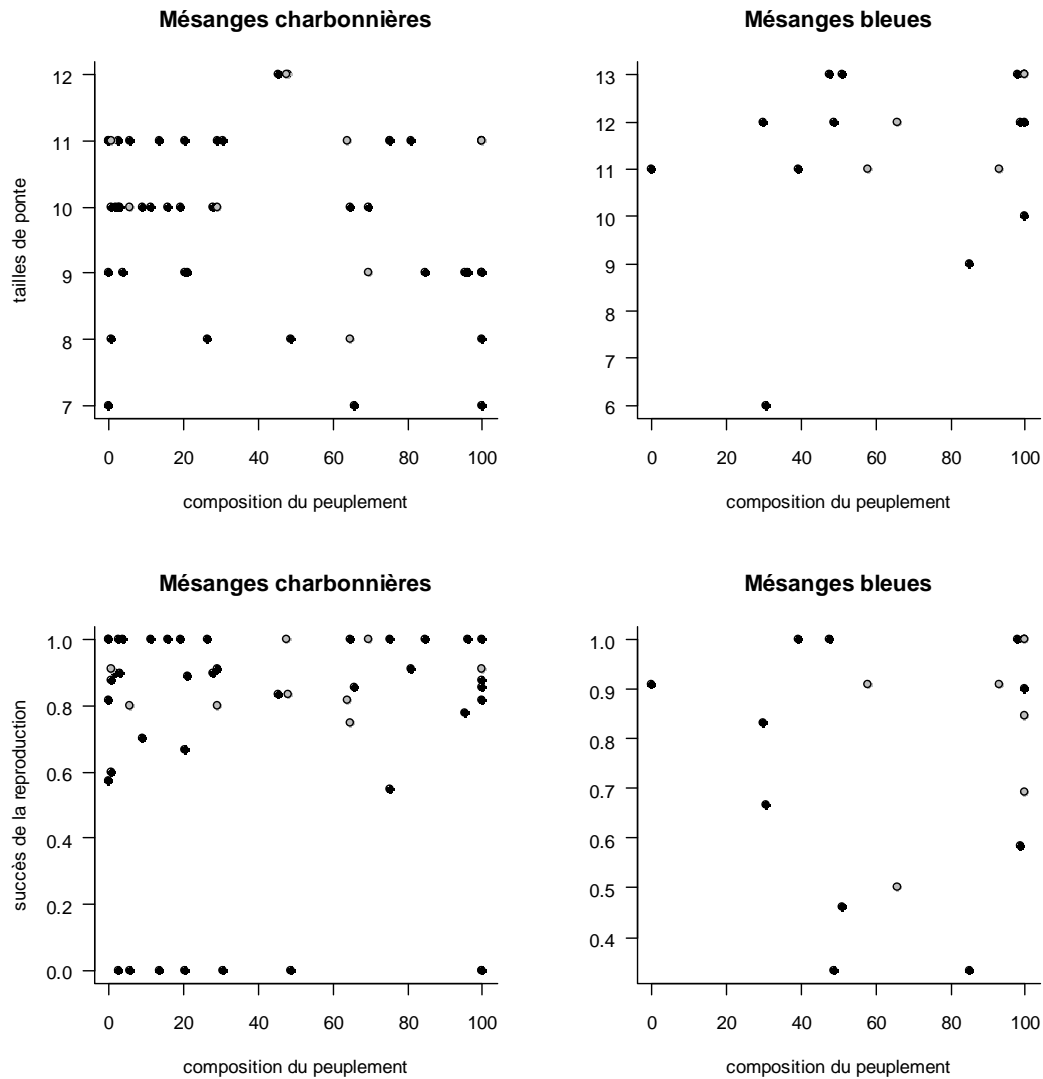 Mésanges charbonnières
Mésanges bleues
tailles de ponte
12
11
10
9
8
7
0 20 40 60 80 100
composition du peuplement
13
12
11
10
9
8
7
6
0 20 40 60 80 100
composition du peuplement
Mésanges charbonnières
Mésanges bleues
succès de la reproduction
1.0
0.8
0.6
0.4
0.2
0.0
0 20 40 60 80 100
composition du peuplement
1.0
0.9
0.8
0.7
0.6
0.5
0.4
0 20 40 60 80 100
composition du peuplement